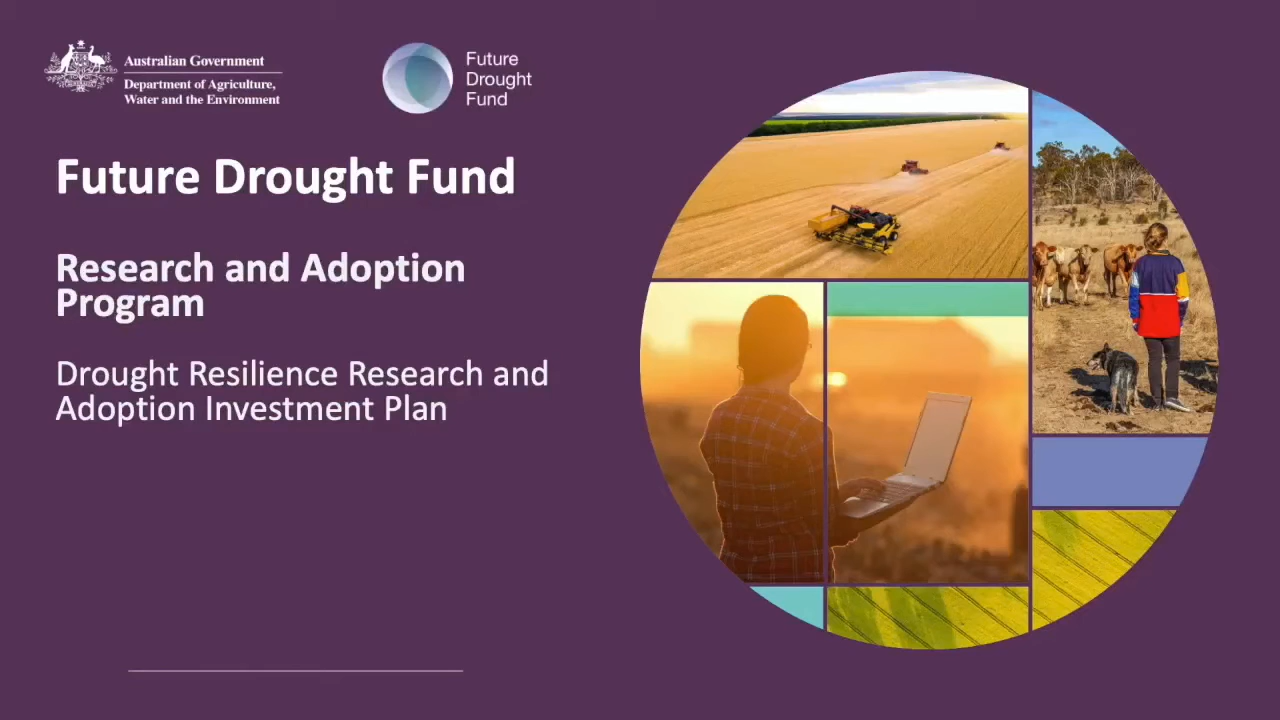 Australian Government
Department of Agriculture,
Water and the Environment
Future
Drought
Fund
Future Drought Fund
Research and Adoption
Program
Drought Resilience Research and
Adoption Investment Plan